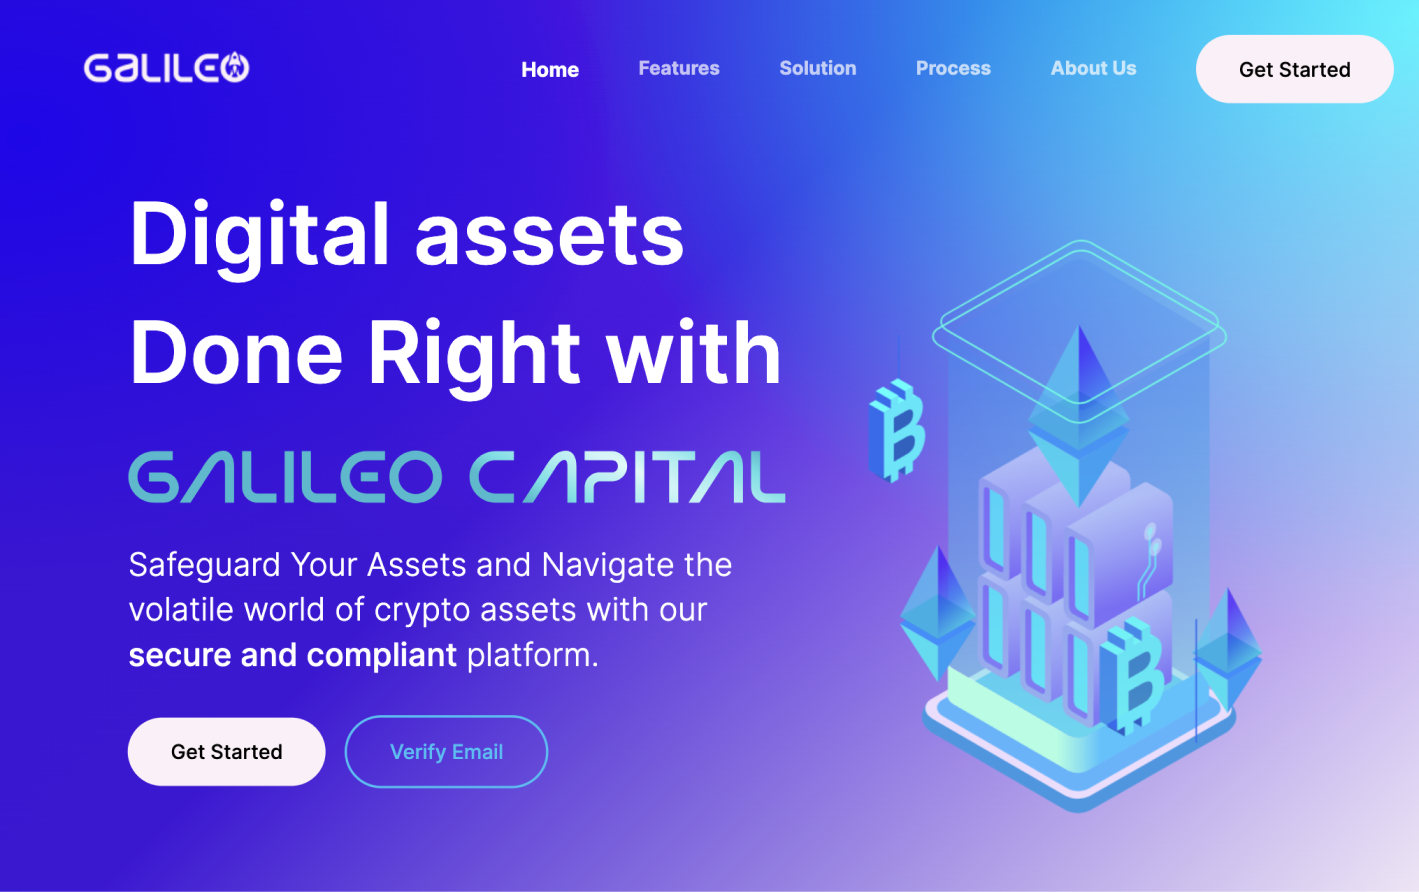 GALILEO
Home Features Solution Process About Us Get Started
Digital assets
Done Right with
GALILEO CAPITAL
Safeguard Your Assets and Navigate the
volatile world of crypto assets with our
secure and compliant platform.
Get Started Verify Email